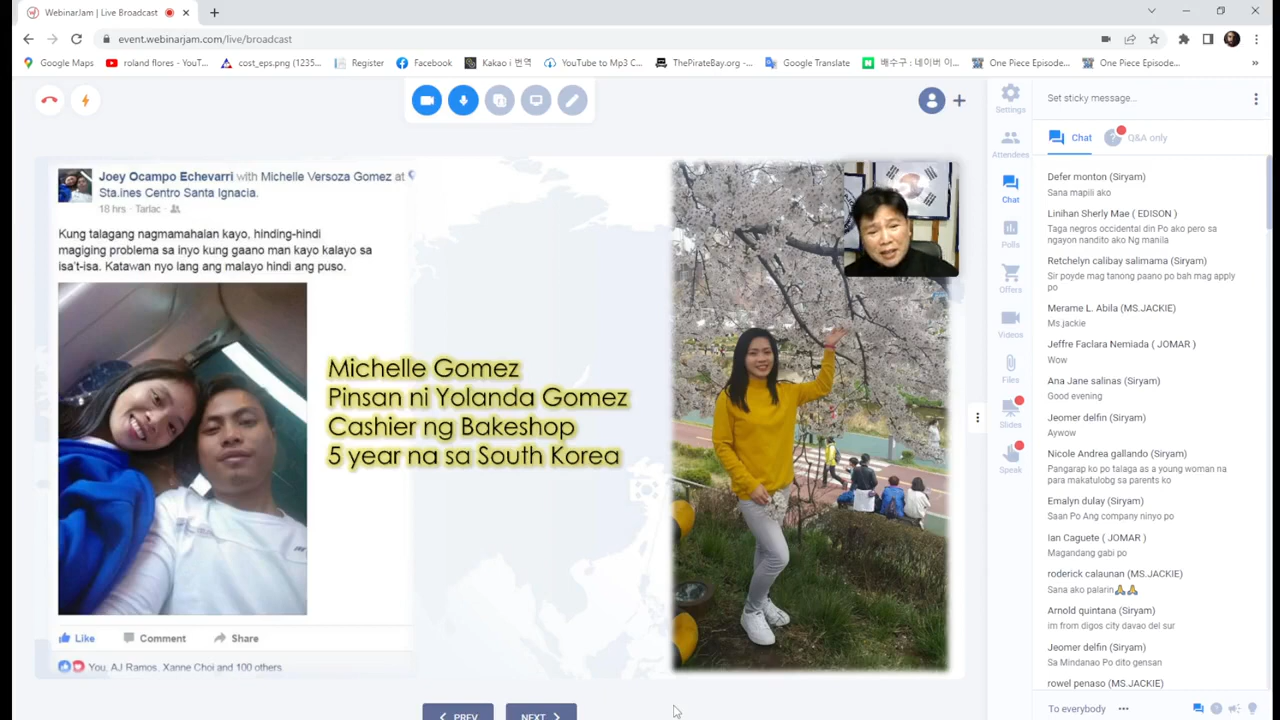 WebinarJam | Live Broadcast
event.webinarjam.com/live/broadcast
Google Maps
roland flores - YouT...
cost_eps.png (1235...
Register
Facebook
Kakao i 번역
YouTube to Mp3 C...
ThePirateBay.org -...
Google Translate
배수구 : 네이버 이...
One Piece Episode...
One Piece Episode...
Joey Ocampo Echevarri with Michelle Versoza Gomez at
Sta.ines Centro Santa Ignacia.
18 hrs · Tarlac ·
Kung talagang nagmamahalan kayo, hinding-hindi
magiging problema sa inyo kung gaano man kayo kalayo sa
isa't-isa. Katawan nyo lang ang malayo hindi ang puso.
Michelle Gomez
Pinsan ni Yolanda Gomez
Cashier ng Bakeshop
5 year na sa South Korea
Like
Comment
Share
You, AJ Ramos, Xanne Choi and 100 others
PREV
NEXT
Settings
Attendees
Chat
Polls
Offers
Videos
Files
Slides
Speak
Set sticky message...
Chat
Q&A only
Defer monton (Siryam)
Sana mapili ako
Linihan Sherly Mae ( EDISON )
Taga negros occidental din Po ako pero sa
ngayon nandito ako Ng manila
Retchelyn calibay salimama (Siryam)
Sir poyde mag tanong paano po bah mag apply
po
Merame L. Abila (MS.JACKIE)
Ms.jackie
Jeffre Faclara Nemiada ( JOMAR )
Wow
Ana Jane salinas (Siryam)
Good evening
Jeomer delfin (Siryam)
Aywow
Nicole Andrea gallando (Siryam)
Pangarap ko po talaga as a young woman na
para makatulobg sa parents ko
Emalyn dulay (Siryam)
Saan Po Ang company ninyo po
Ian Caguete ( JOMAR )
Magandang gabi po
roderick calaunan (MS.JACKIE)
Sana ako palarin🙏🙏
Arnold quintana (Siryam)
im from digos city davao del sur
Jeomer delfin (Siryam)
Sa Mindanao Po dito gensan
rowel penaso (MS.JACKIE)
To everybody